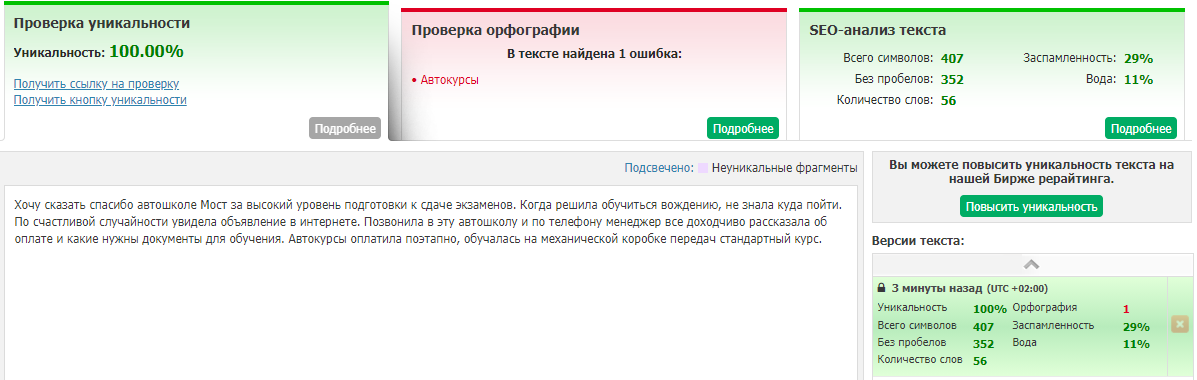 Проверка уникальности
Уникальность: 100.00%
Получить ссылку на проверку
Получить кнопку уникальности
Подробнее
Проверка орфографии
В тексте найдена 1 ошибка:
• Автокурсы
Подробнее
SEO-анализ текста
Всего символов: 407 Заспамленность: 29%
Без пробелов: 352 Вода: 11%
Количество слов: 56
Подробнее
Подсвечено: Неуникальные фрагменты
Хочу сказать спасибо автошколе Мост за высокий уровень подготовки к сдаче экзаменов. Когда решила обучиться вождению, не знала куда пойти.
По счастливой случайности увидела объявление в интернете. Позвонила в эту автошколу и по телефону менеджер все доходчиво рассказала об
оплате и какие нужны документы для обучения. Автокурсы оплатила поэтапно, обучалась на механической коробке передач стандартный курс.
Вы можете повысить уникальность текста на
нашей Бирже рерайтинга.
Повысить уникальность
Версии текста:
3 минуты назад (UTC +02:00)
Уникальность 100% Орфография 1
Всего символов 407 Заспамленность 29%
Без пробелов 352 Вода 11%
Количество слов 56